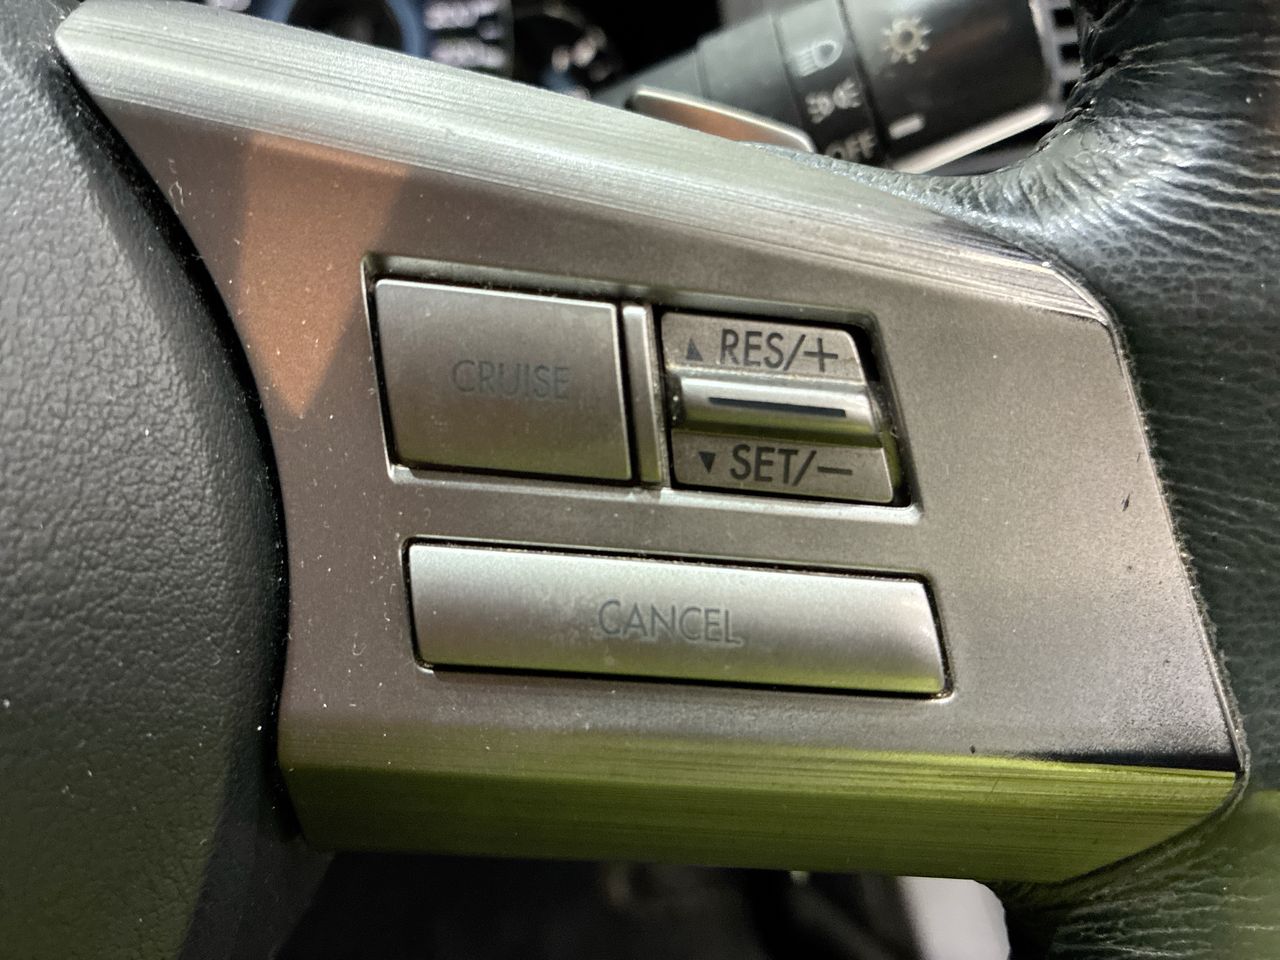 OFF
CRUISE
▲ RES/+
▼ SET/−
CANCEL